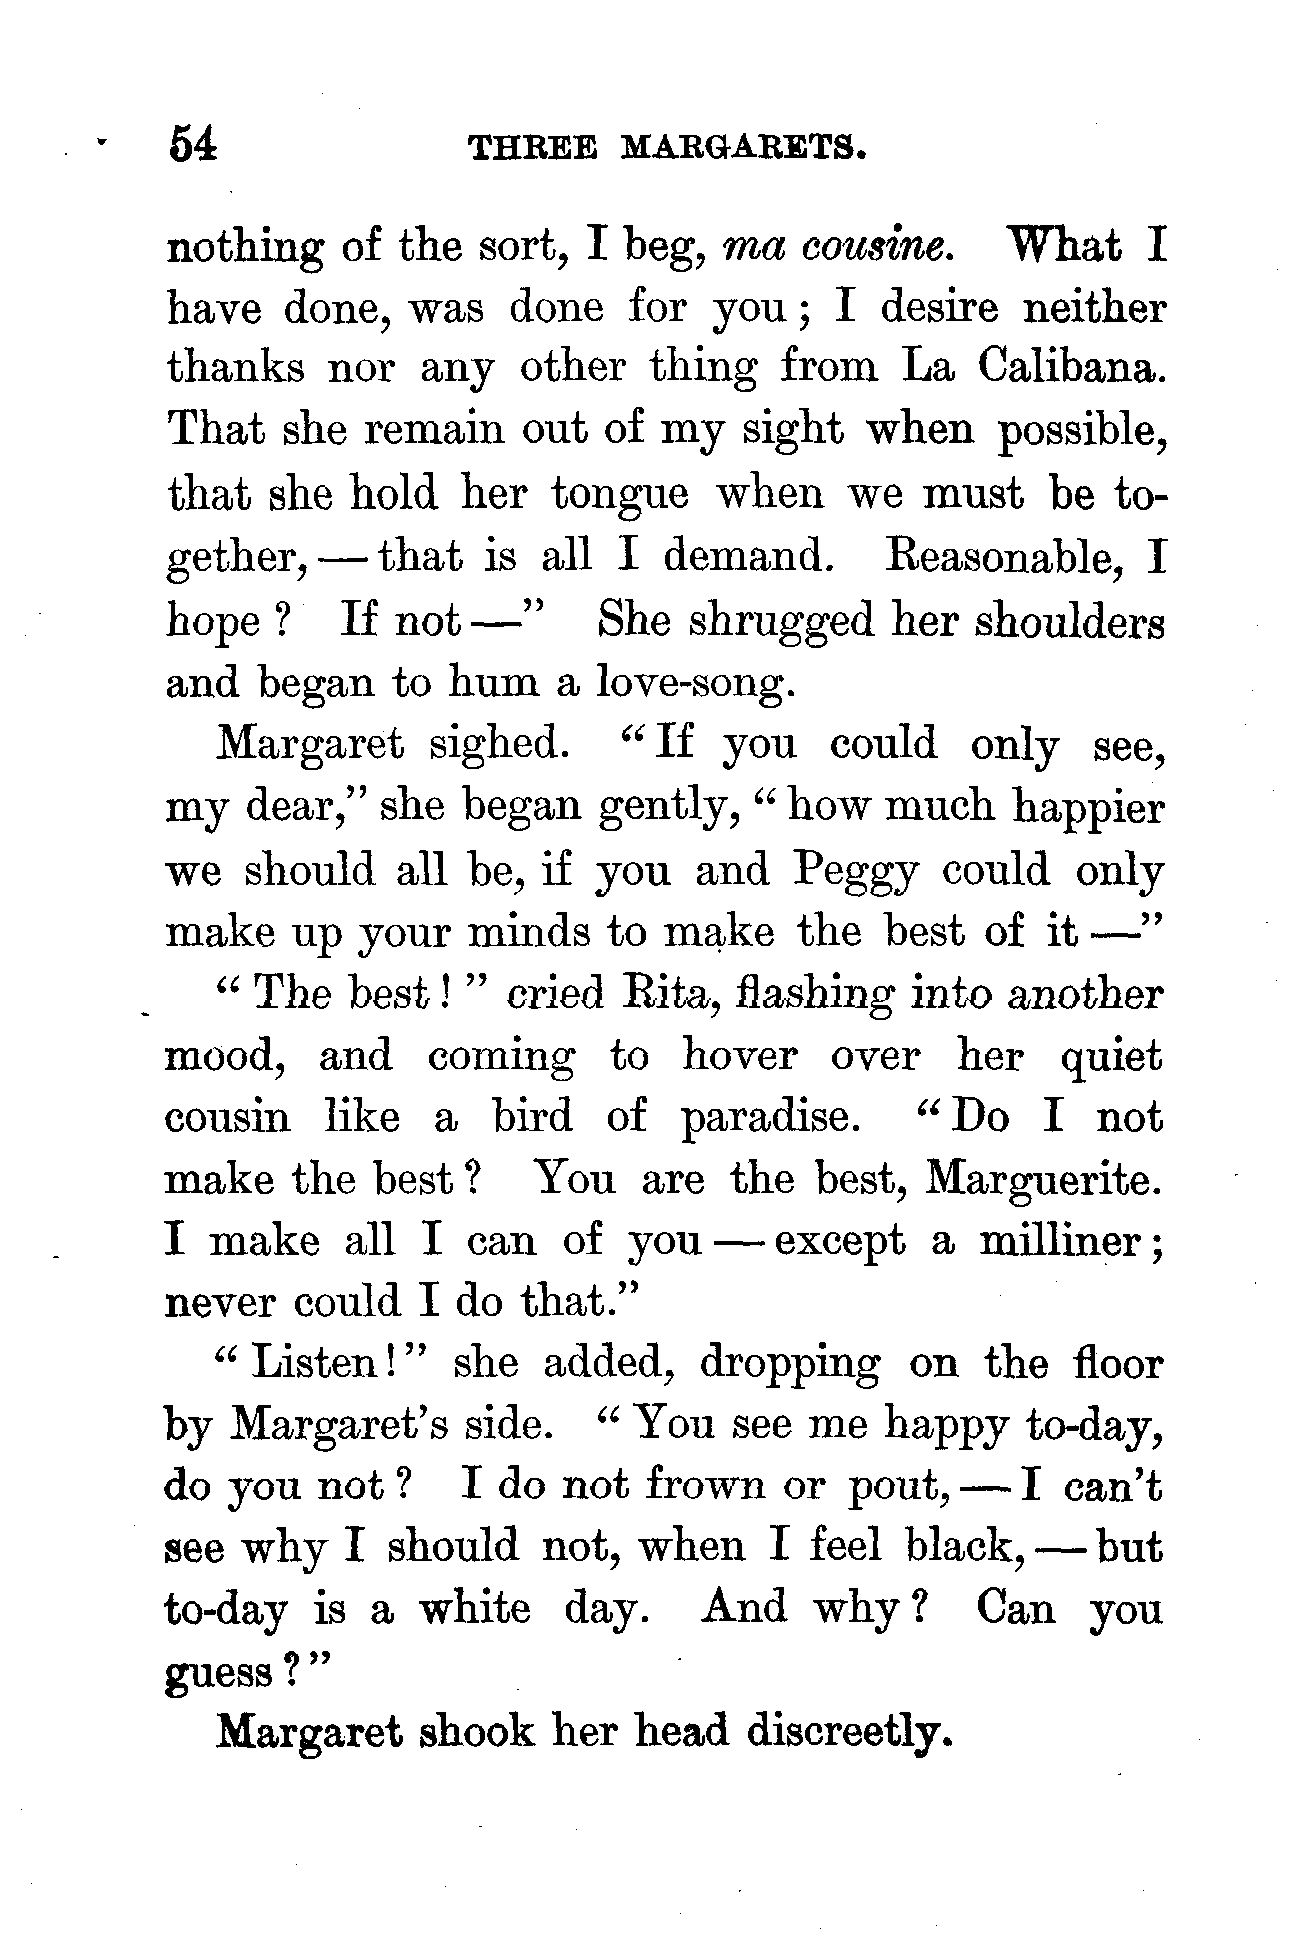 54 THREE MARGARETS.
nothing of the sort, I beg, ma cousine. What I
have done, was done for you; I desire neither
thanks nor any other thing from La Calibana.
That she remain out of my sight when possible,
that she hold her tongue when we must be to-
gether, — that is all I demand. Reasonable, I
hope? If not —" She shrugged her shoulders
and began to hum a love-song.
Margaret sighed. "If you could only see,
my dear," she began gently, "how much happier
we should all be, if you and Peggy could only
make up your minds to make the best of it —"
"The best!" cried Rita, flashing into another
mood, and coming to hover over her quiet
cousin like a bird of paradise. "Do I not
make the best? You are the best, Marguerite.
I make all I can of you — except a milliner;
never could I do that."
"Listen!" she added, dropping on the floor
by Margaret's side. "You see me happy to-day,
do you not? I do not frown or pout, — I can't
see why I should not, when I feel black, — but
to-day is a white day. And why? Can you
guess?"
Margaret shook her head discreetly.